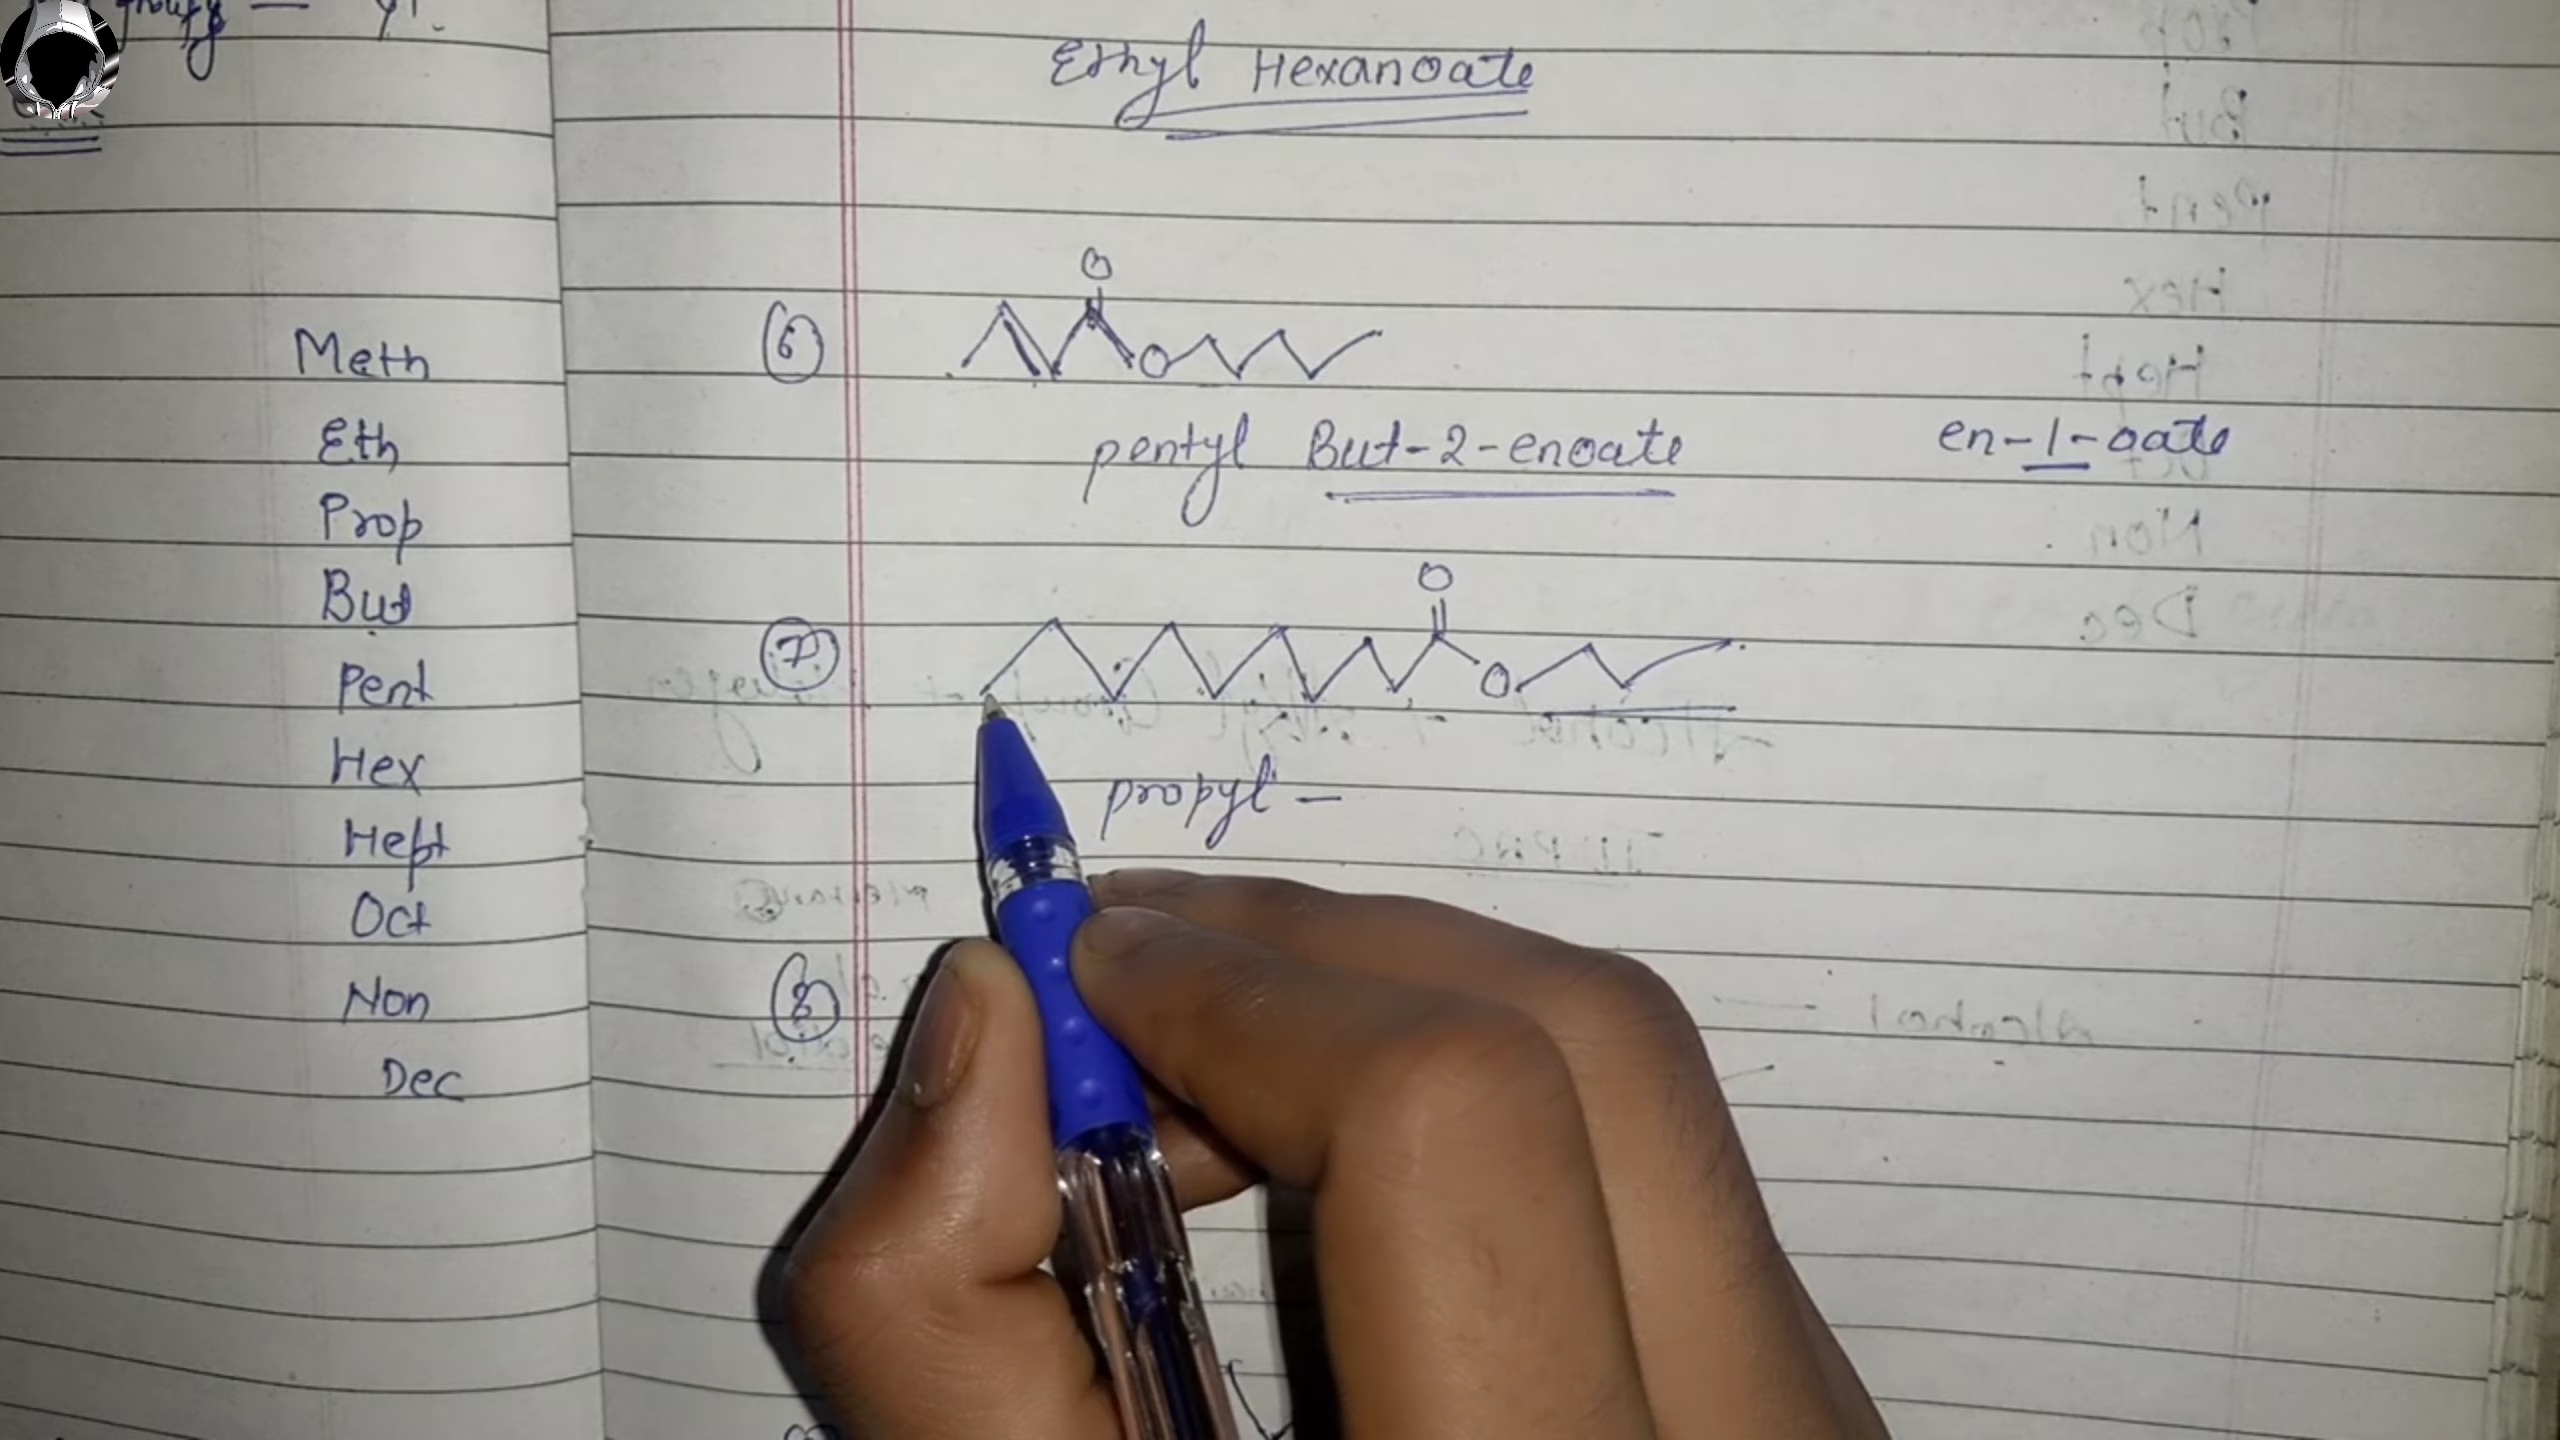 Ethyl Hexanoate
6
O
O
pentyl But-2-enoate
en-1-oate
7
O
O
propyl -
8
Meth
Eth
Prop
But
Pent
Hex
Hept
Oct
Non
Dec